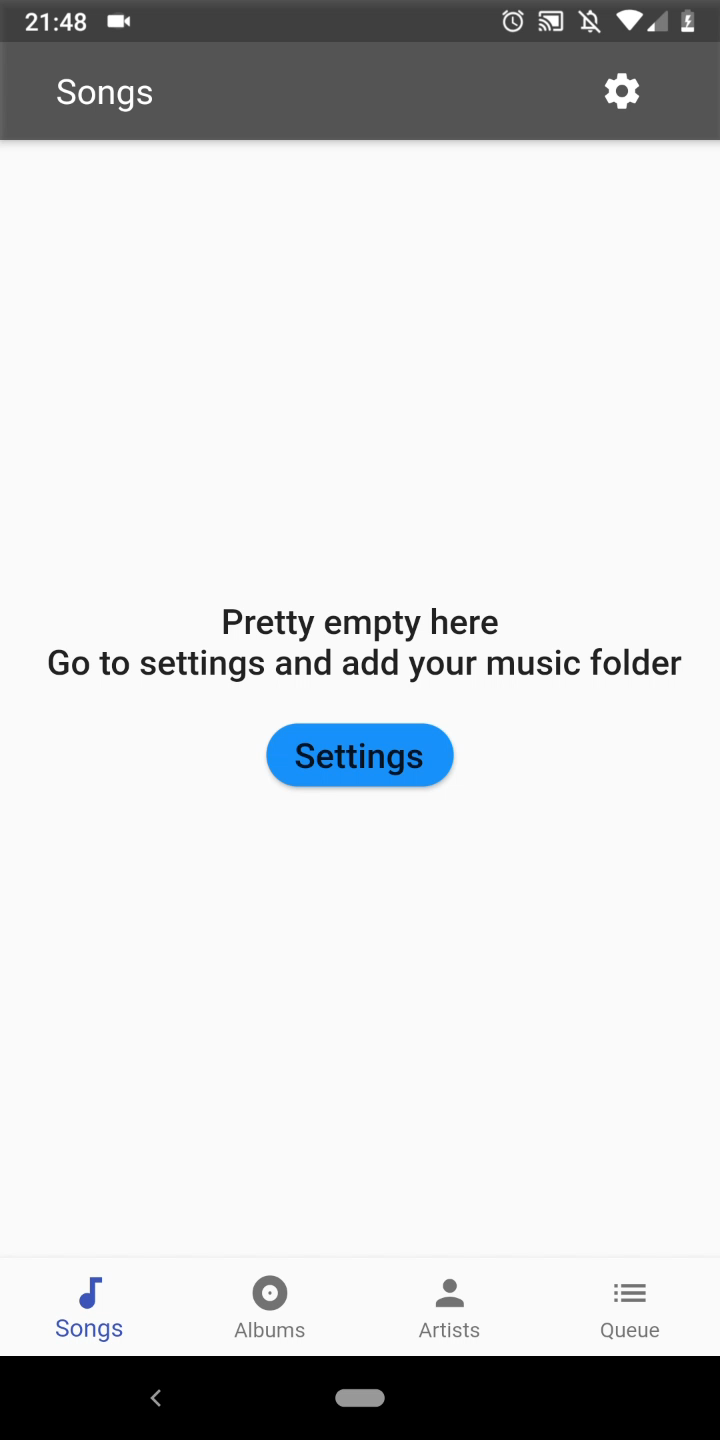 21:48
Songs
Pretty empty here
Go to settings and add your music folder
Settings
Songs
Albums
Artists
Queue